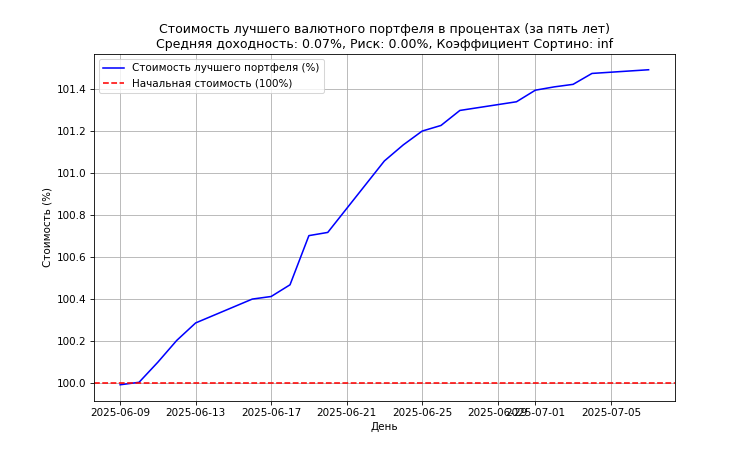 Стоимость лучшего валютного портфеля в процентах (за пять лет)
Средняя доходность: 0.07%, Риск: 0.00%, Коэффициент Сортино: inf
Стоимость лучшего портфеля (%)
Начальная стоимость (100%)
Стоимость (%)
101.4
101.2
101.0
100.8
100.6
100.4
100.2
100.0
2025-06-09 2025-06-13 2025-06-17 2025-06-21 2025-06-25 2025-06-29 2025-07-01 2025-07-05
День